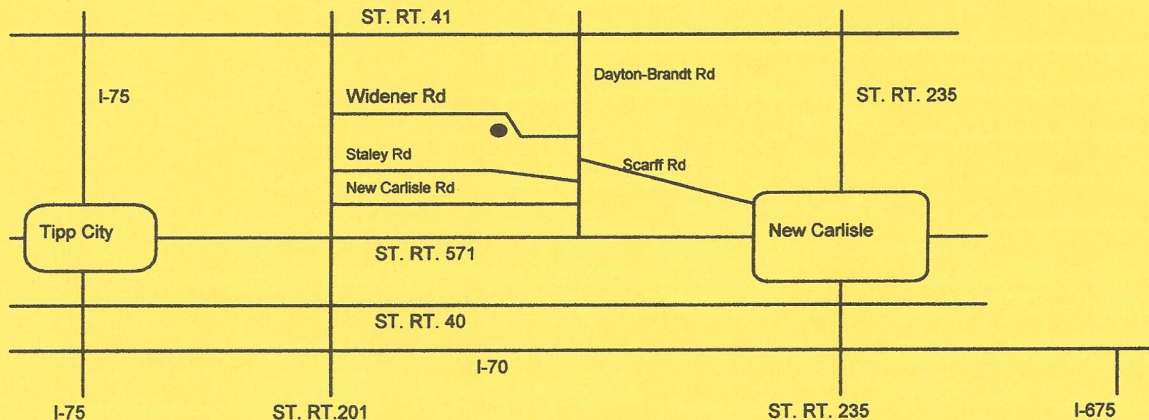 ST. RT. 41
Dayton-Brandt Rd
I-75
Widener Rd
ST. RT. 235
Staley Rd
Scarff Rd
New Carlisle Rd
Tipp City
New Carlisle
ST. RT. 571
ST. RT. 40
I-70
I-75
ST. RT.201
ST. RT. 235
I-675